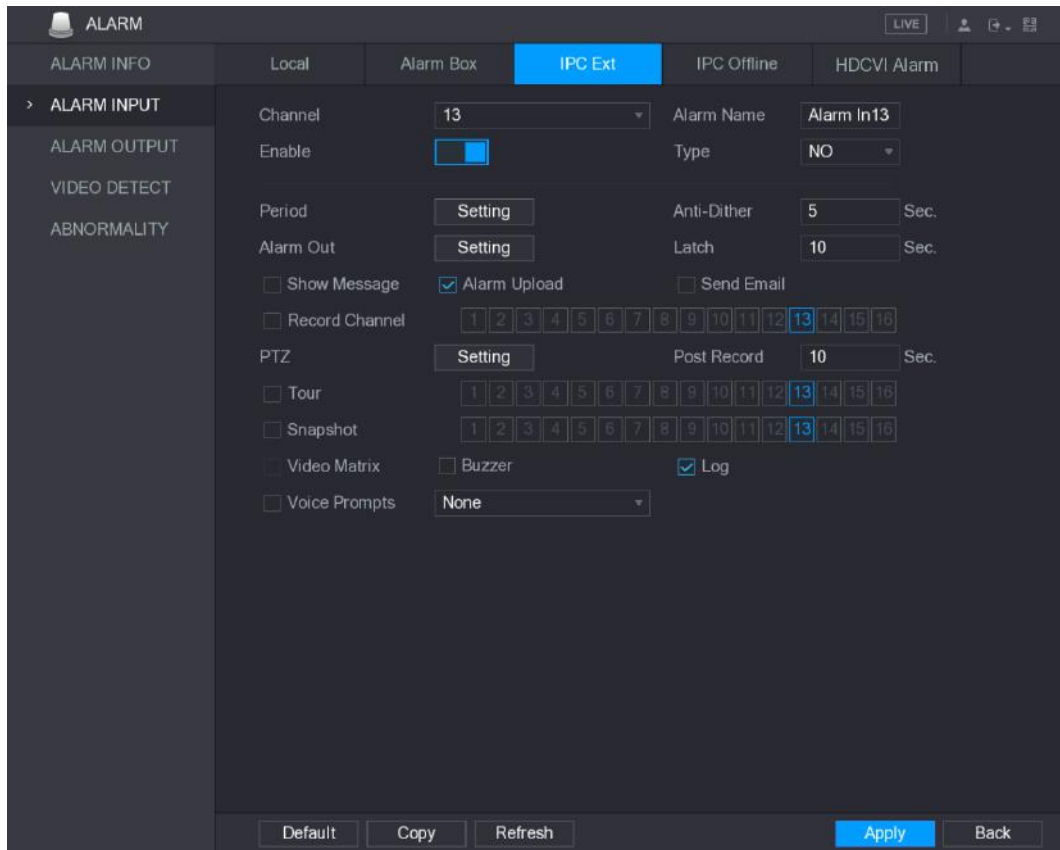 ALARM LIVE
ALARM INFO Local Alarm Box IPC Ext IPC Offline HDCVI Alarm
> ALARM INPUT Channel 13 Alarm Name Alarm In13
ALARM OUTPUT Enable Type NO
VIDEO DETECT
ABNORMALITY Period Setting Anti-Dither 5 Sec.
Alarm Out Setting Latch 10 Sec.
Show Message Alarm Upload Send Email
Record Channel 1 2 3 4 5 6 7 8 9 10 11 12 13 14 15 16
PTZ Setting Post Record 10 Sec.
Tour 1 2 3 4 5 6 7 8 9 10 11 12 13 14 15 16
Snapshot 1 2 3 4 5 6 7 8 9 10 11 12 13 14 15 16
Video Matrix Buzzer Log
Voice Prompts None
Default Copy Refresh Apply Back